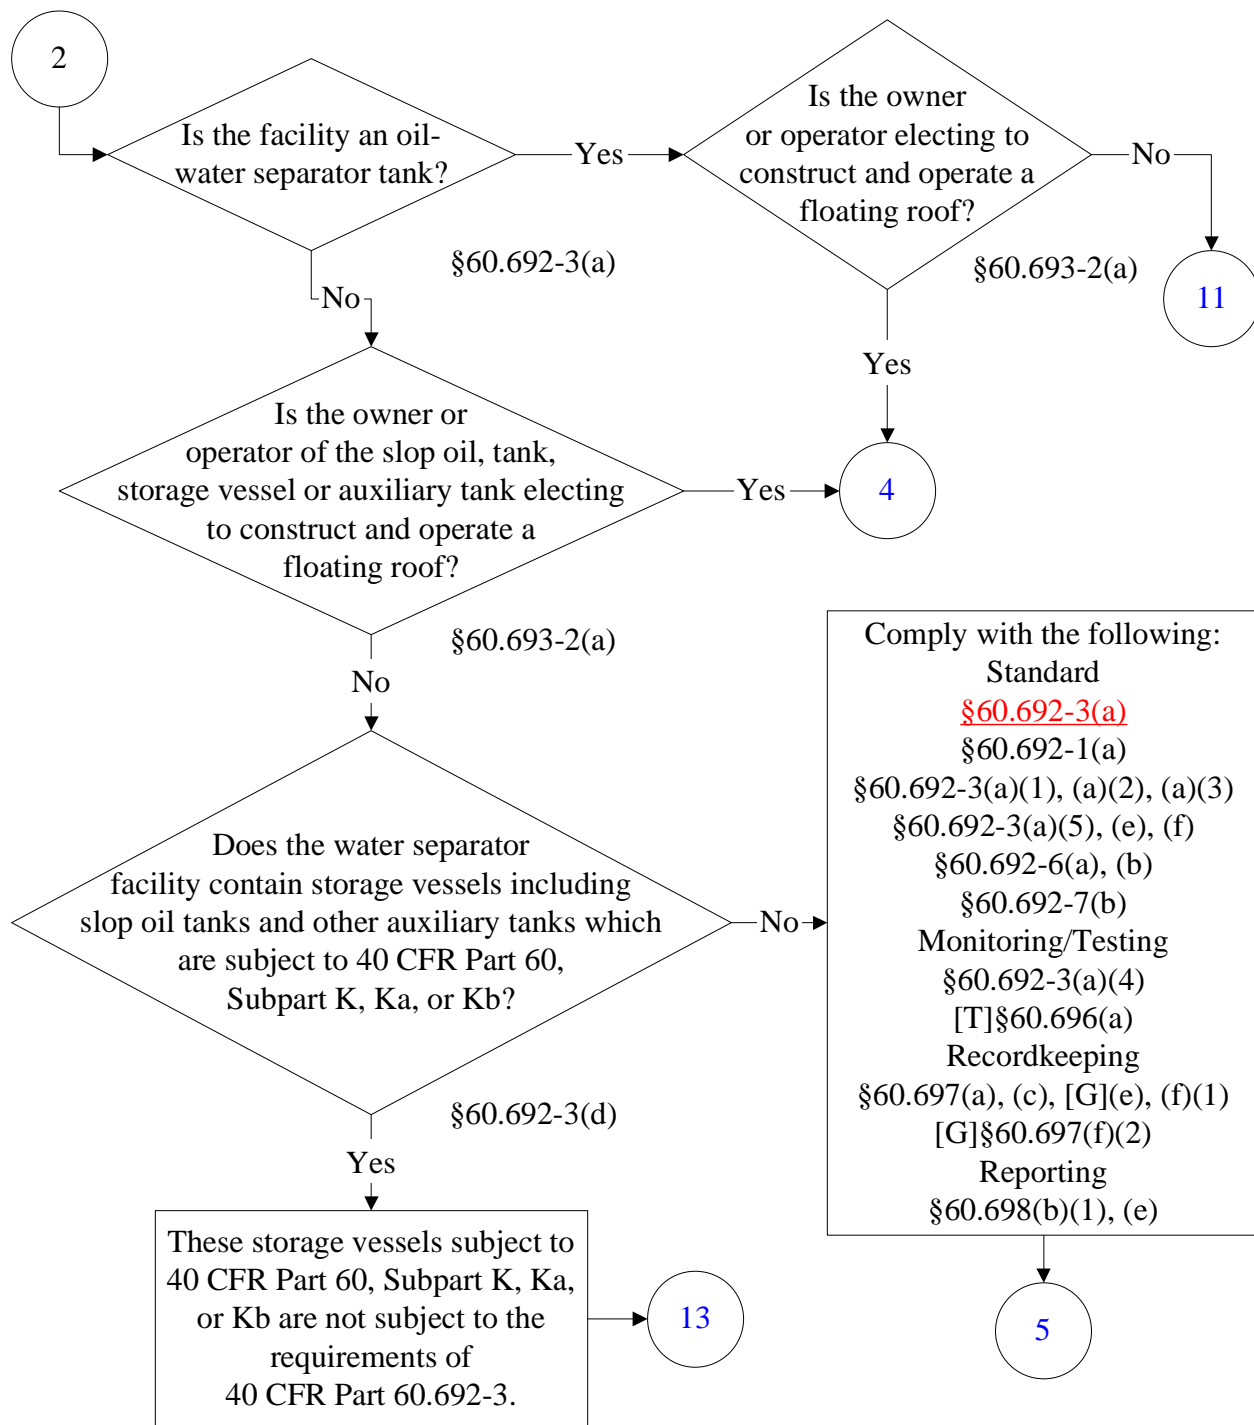 2
Is the facility an oil-
water separator tank?
Yes
Is the owner
or operator electing to
construct and operate a
floating roof?
No
§60.692-3(a)
§60.693-2(a)
11
No
Yes
Is the owner or
operator of the slop oil, tank,
storage vessel or auxiliary tank electing
to construct and operate a
floating roof?
Yes
4
§60.693-2(a)
No
Does the water separator
facility contain storage vessels including
slop oil tanks and other auxiliary tanks which
are subject to 40 CFR Part 60,
Subpart K, Ka, or Kb?
No
§60.692-3(d)
Yes
Comply with the following:
Standard
§60.692-3(a)
§60.692-1(a)
§60.692-3(a)(1), (a)(2), (a)(3)
§60.692-3(a)(5), (e), (f)
§60.692-6(a), (b)
§60.692-7(b)
Monitoring/Testing
§60.692-3(a)(4)
[T]§60.696(a)
Recordkeeping
§60.697(a), (c), [G](e), (f)(1)
[G]§60.697(f)(2)
Reporting
§60.698(b)(1), (e)
These storage vessels subject to
40 CFR Part 60, Subpart K, Ka,
or Kb are not subject to the
requirements of
40 CFR Part 60.692-3.
13
5